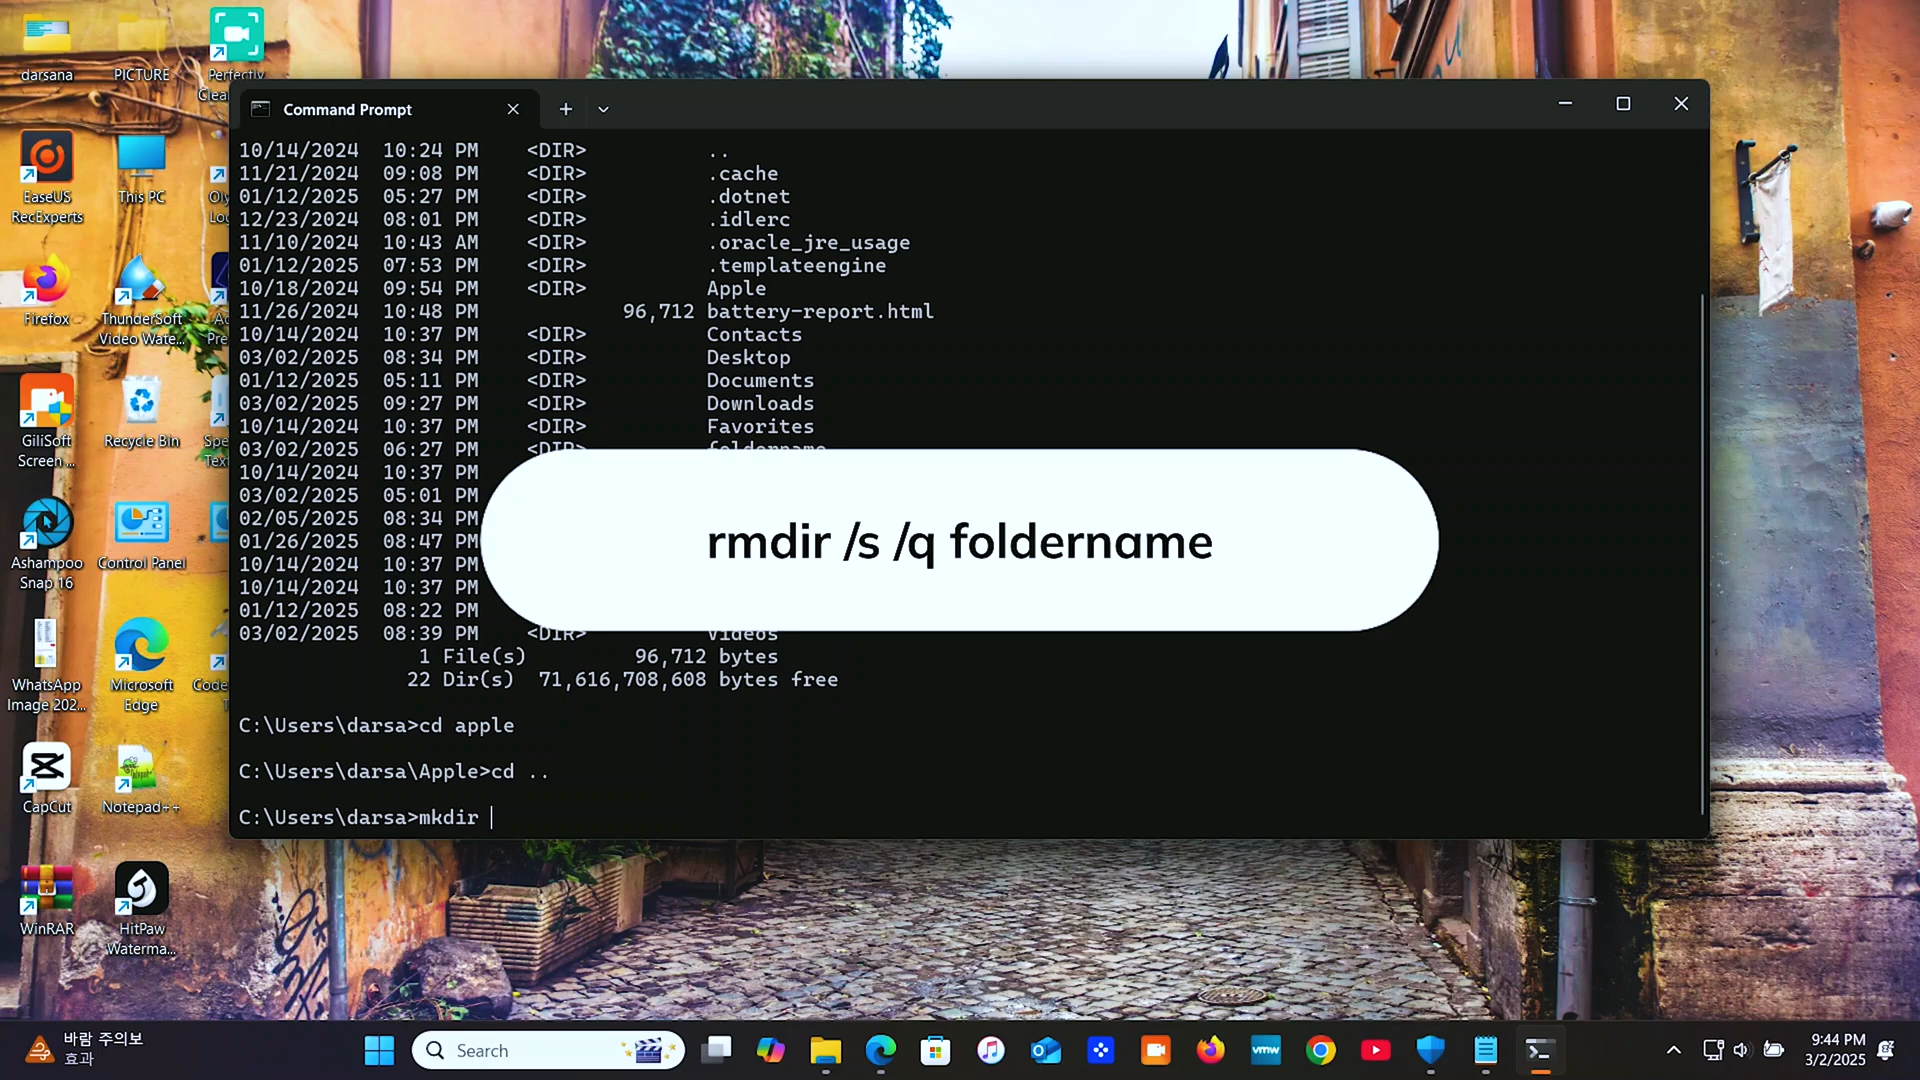 darsana
PICTURE
Perfectly
Clea
EaseUS
RecExperts
This PC
Firefox
ThunderSoft
Video Wate...
GiliSoft
Screen ...
Recycle Bin
Ashampoo
Snap 16
Control Panel
WhatsApp
Image 202...
Microsoft
Edge
Code
CapCut
Notepad++
WinRAR
HitPaw
Waterma...
Command Prompt
10/14/2024 10:24 PM <DIR> ..
11/21/2024 09:08 PM <DIR> .cache
01/12/2025 05:27 PM <DIR> .dotnet
12/23/2024 08:01 PM <DIR> .idlerc
11/10/2024 10:43 AM <DIR> .oracle_jre_usage
01/12/2025 07:53 PM <DIR> .templateengine
10/18/2024 09:54 PM <DIR> Apple
11/26/2024 10:48 PM 96,712 battery-report.html
10/14/2024 10:37 PM <DIR> Contacts
03/02/2025 08:34 PM <DIR> Desktop
01/12/2025 05:11 PM <DIR> Documents
03/02/2025 09:27 PM <DIR> Downloads
10/14/2024 10:37 PM <DIR> Favorites
03/02/2025 06:27 PM <DIR> foldername
10/14/2024 10:37 PM
03/02/2025 05:01 PM
02/05/2025 08:34 PM
01/26/2025 08:47 PM
10/14/2024 10:37 PM
10/14/2024 10:37 PM
01/12/2025 08:22 PM
03/02/2025 08:39 PM <DIR> Videos
1 File(s) 96,712 bytes
22 Dir(s) 71,616,708,608 bytes free
C:\Users\darsa>cd apple
C:\Users\darsa\Apple>cd ..
C:\Users\darsa>mkdir
rmdir /s /q foldername
바람 주의보
효과
Search
vmw
9:44 PM
3/2/2025